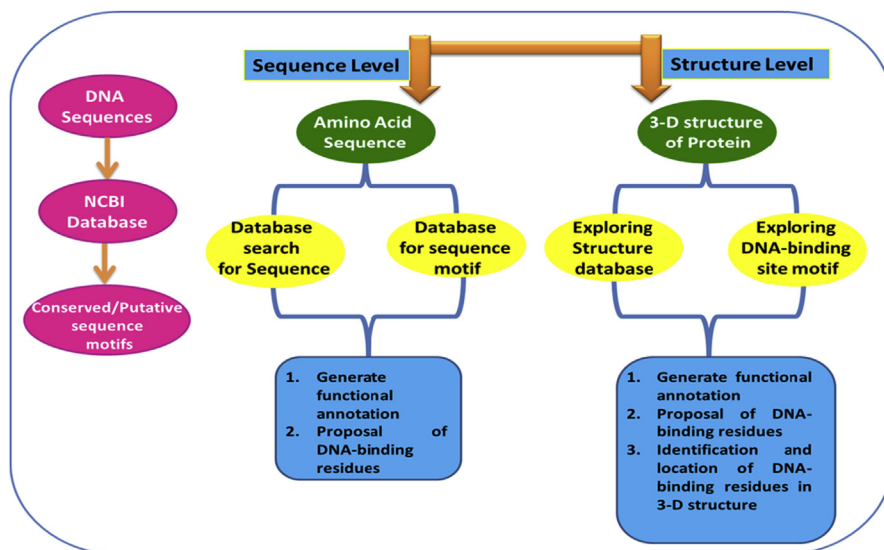 Sequence Level
Structure Level
DNA
Sequences
NCBI
Database
Conserved/Putative
sequence
motifs
Amino Acid
Sequence
3-D structure
of Protein
Database
search
for Sequence
Database
for sequence
motif
Exploring
Structure
database
Exploring
DNA-binding
site motif
1. Generate
functional
annotation
2. Proposal of
DNA-binding
residues
1. Generate functional
annotation
2. Proposal of DNA-
binding residues
3. Identification and
location of DNA-
binding residues in
3-D structure